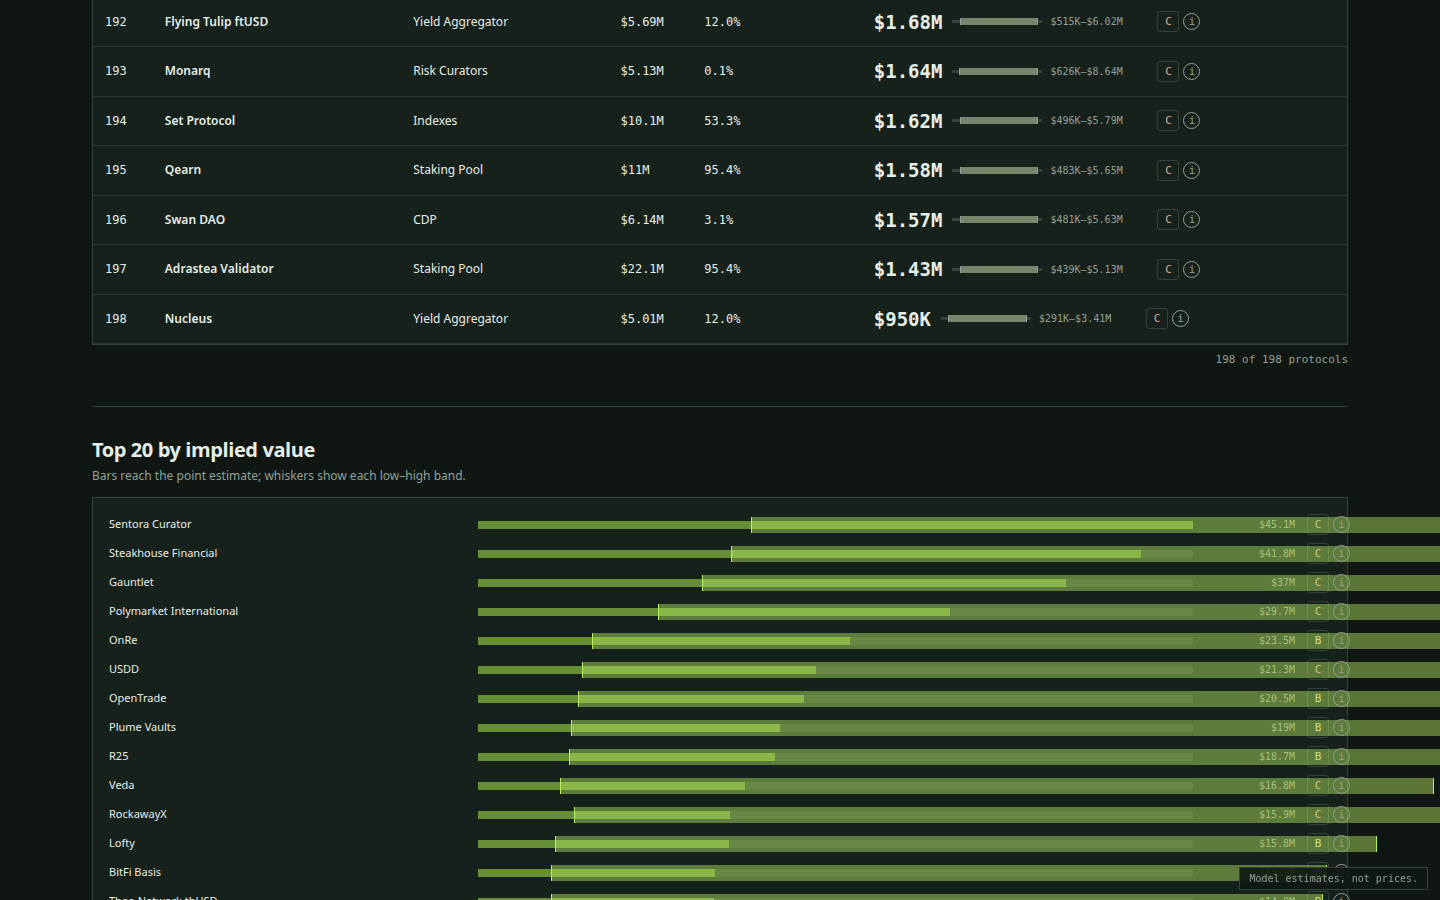 192 Flying Tulip ftUSD Yield Aggregator $5.69M 12.0% $1.68M $515K–$6.02M C i
193 Monarq Risk Curators $5.13M 0.1% $1.64M $626K–$8.64M C i
194 Set Protocol Indexes $10.1M 53.3% $1.62M $496K–$5.79M C i
195 Qearn Staking Pool $11M 95.4% $1.58M $483K–$5.65M C i
196 Swan DAO CDP $6.14M 3.1% $1.57M $481K–$5.63M C i
197 Adrastea Validator Staking Pool $22.1M 95.4% $1.43M $439K–$5.13M C i
198 Nucleus Yield Aggregator $5.01M 12.0% $950K $291K–$3.41M C i
198 of 198 protocols
Top 20 by implied value
Bars reach the point estimate; whiskers show each low–high band.
Sentora Curator $45.1M C i
Steakhouse Financial $41.8M C i
Gauntlet $37M C i
Polymarket International $29.7M C i
OnRe $23.5M B i
USDD $21.3M C i
OpenTrade $20.5M B i
Plume Vaults $19M B i
R25 $18.7M B i
Veda $16.8M C i
RockawayX $15.9M C i
Lofty $15.8M B i
BitFi Basis
Model estimates, not prices.